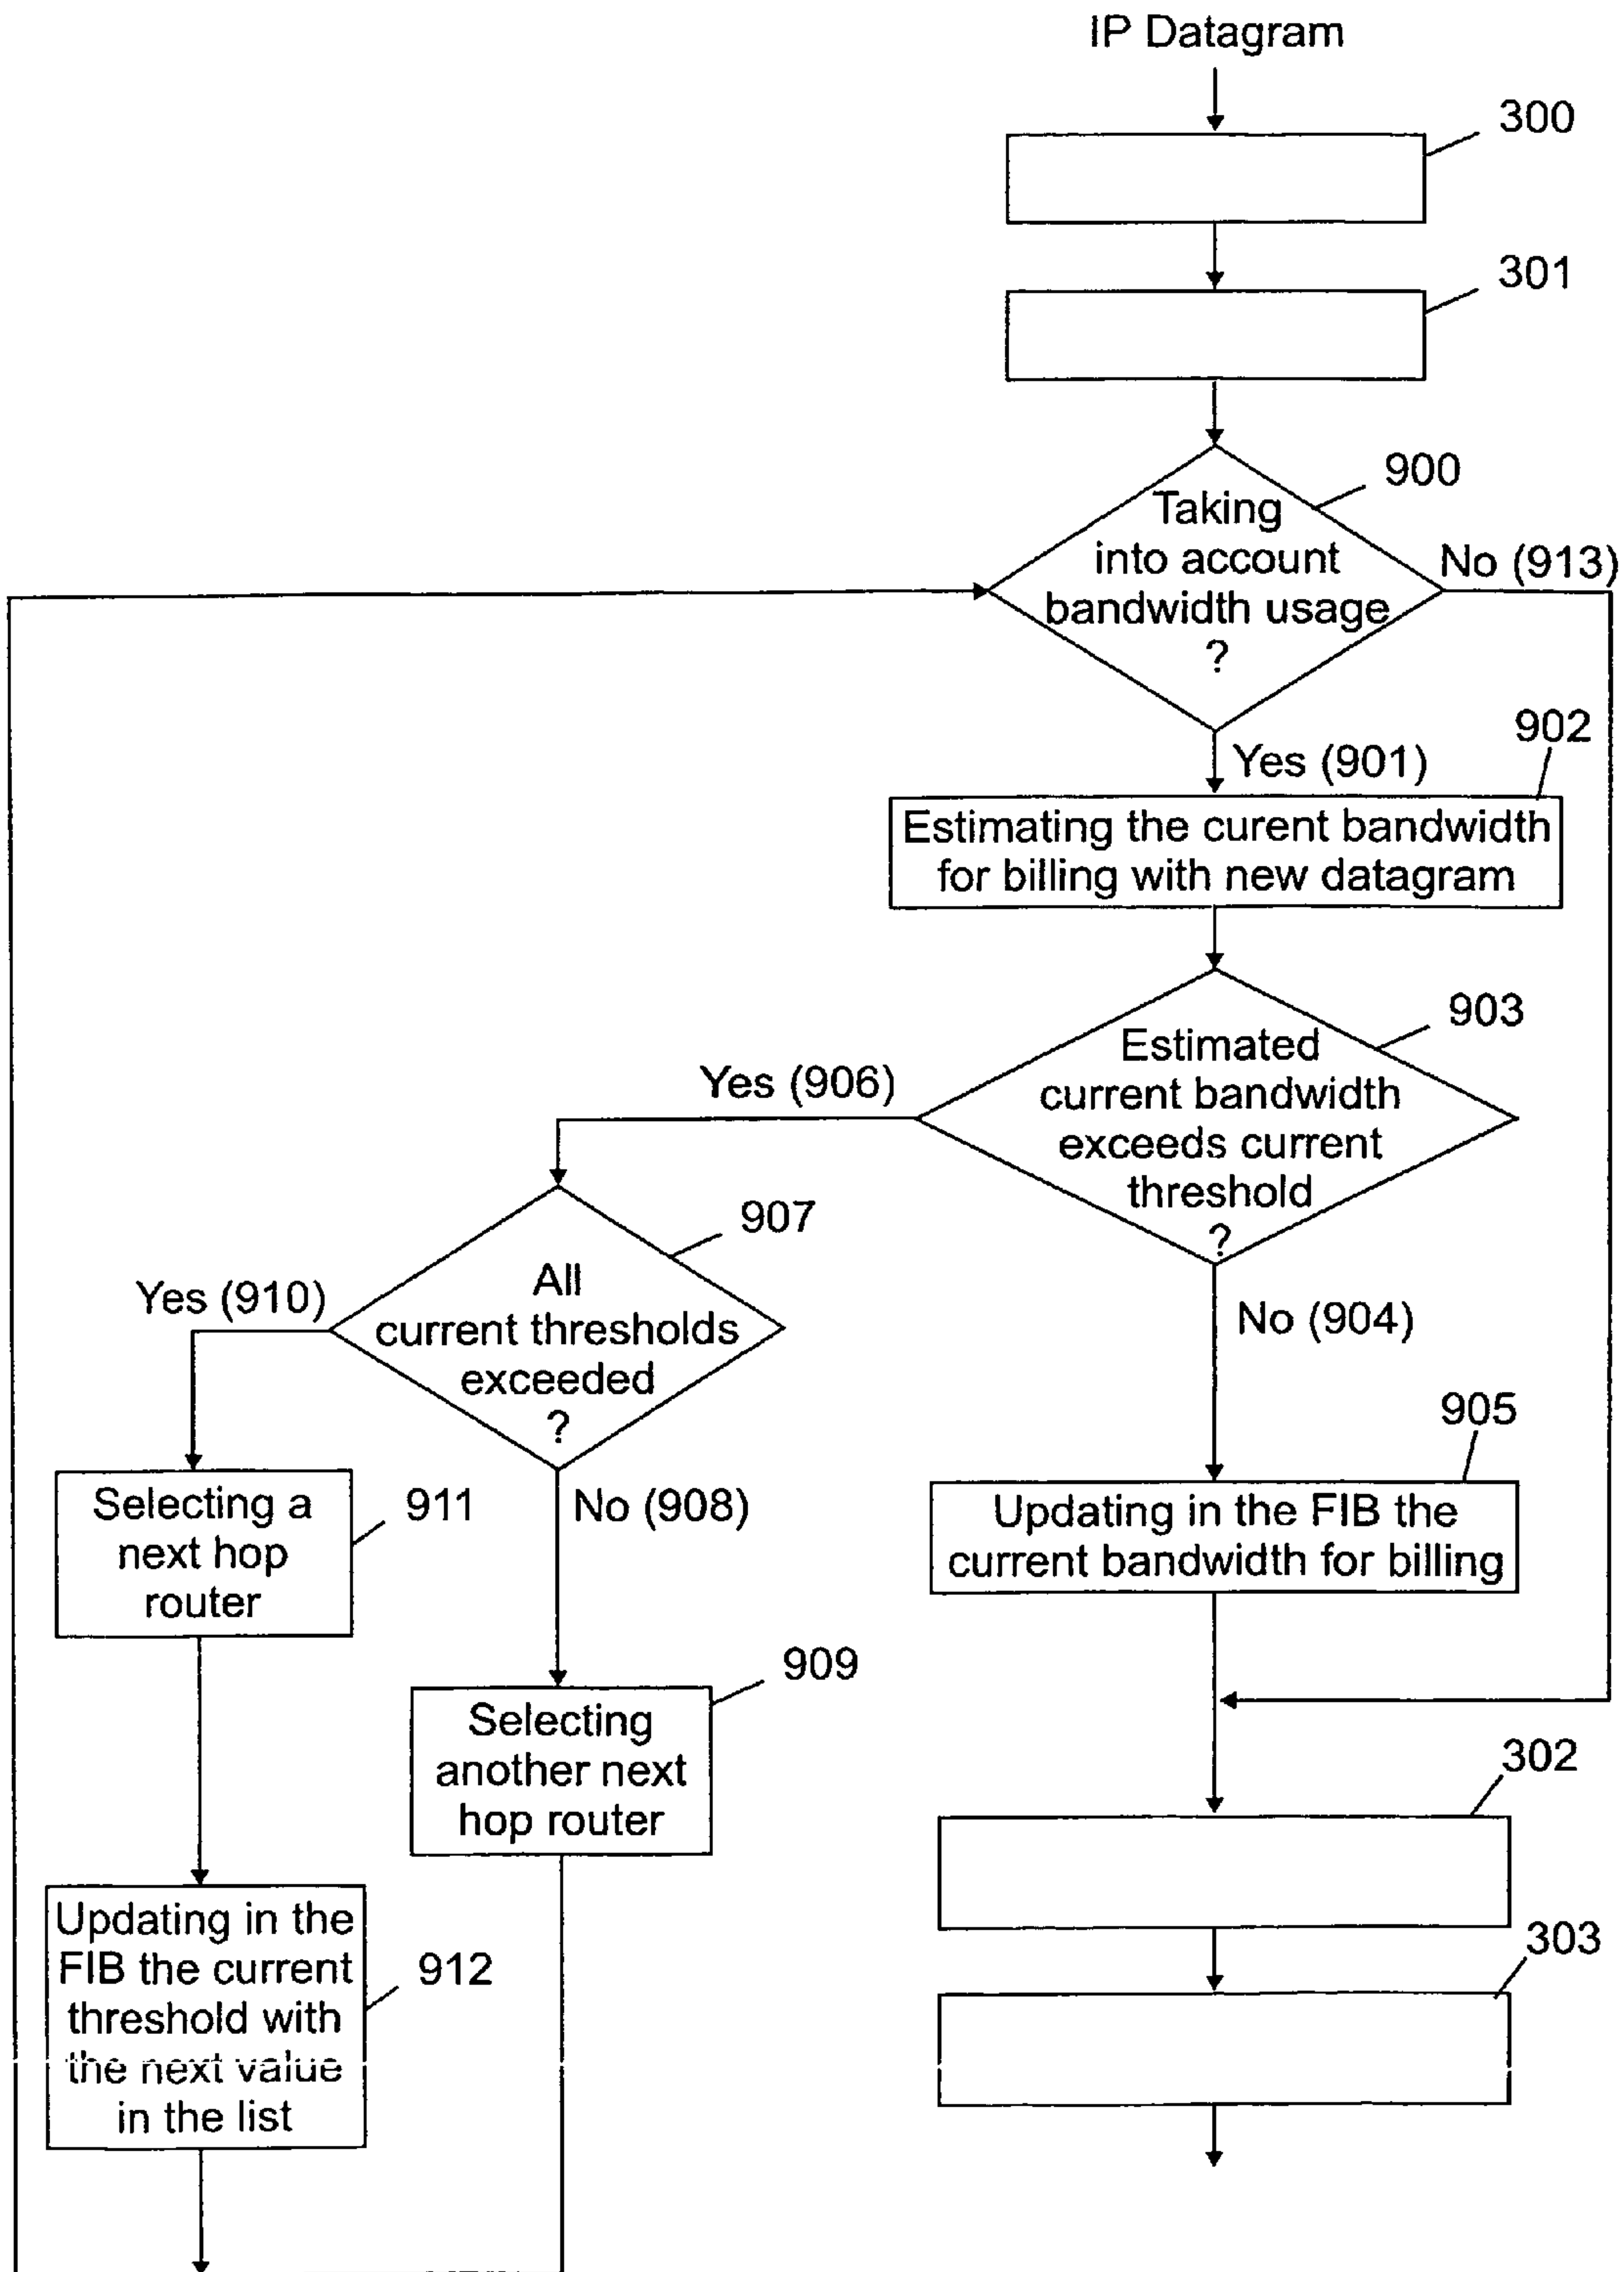 IP Datagram
300
301
900
Taking
into account
bandwidth usage
?
No (913)
Yes (901)
902
Estimating the curent bandwidth
for billing with new datagram
903
Estimated
current bandwidth
exceeds current
threshold
?
Yes (906)
907
All
current thresholds
exceeded
?
Yes (910)
No (904)
905
Updating in the FIB the
current bandwidth for billing
Selecting a
next hop
router
911
No (908)
909
Selecting
another next
hop router
302
303
Updating in the
FIB the current
threshold with
the next value
in the list
912